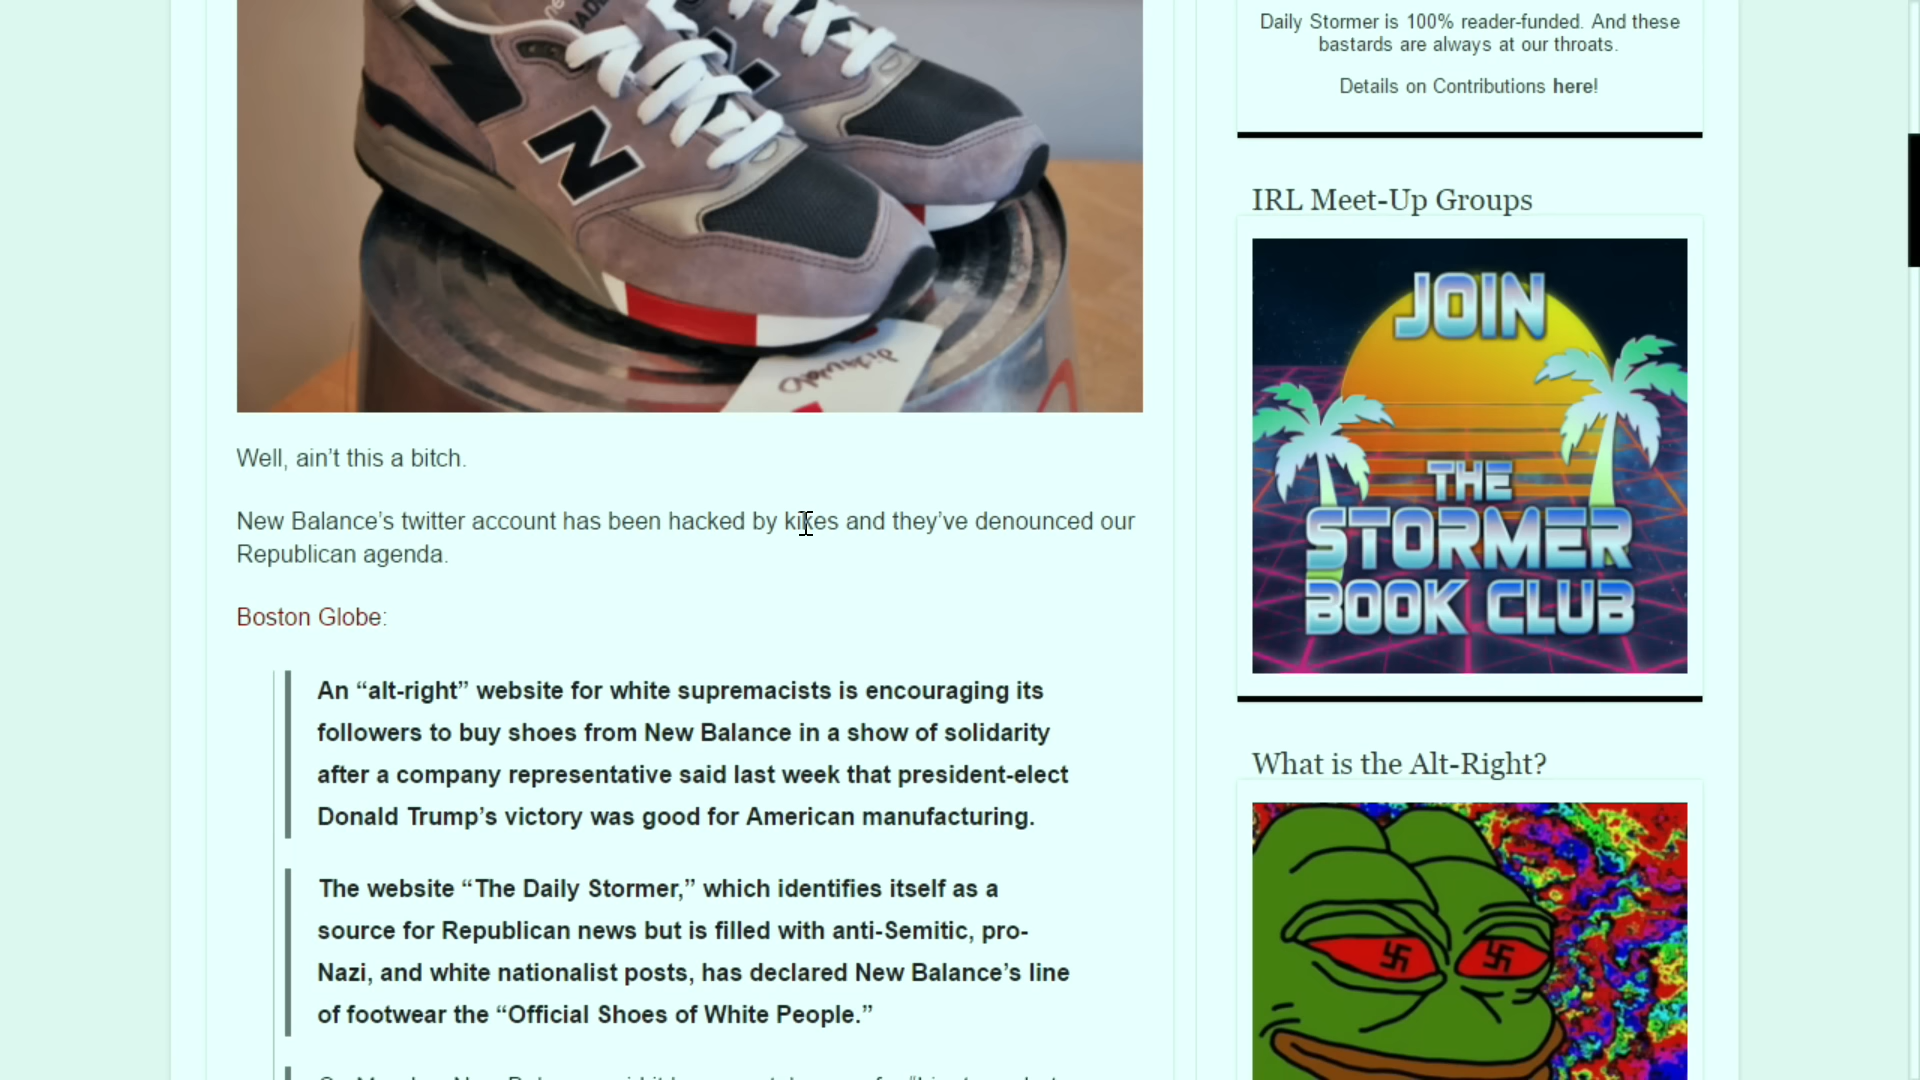 Daily Stormer is 100% reader-funded. And these
bastards are always at our throats.
Details on Contributions here!
IRL Meet-Up Groups
JOIN
THE
STORMER
BOOK CLUB
What is the Alt-Right?
N
Well, ain’t this a bitch.
New Balance’s twitter account has been hacked by kikes and they’ve denounced our
Republican agenda.
Boston Globe:
An “alt-right” website for white supremacists is encouraging its
followers to buy shoes from New Balance in a show of solidarity
after a company representative said last week that president-elect
Donald Trump’s victory was good for American manufacturing.
The website “The Daily Stormer,” which identifies itself as a
source for Republican news but is filled with anti-Semitic, pro-
Nazi, and white nationalist posts, has declared New Balance’s line
of footwear the “Official Shoes of White People.”